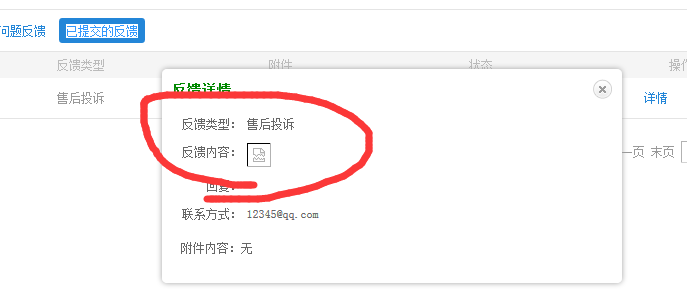 问题反馈 已提交的反馈
反馈类型 附件 状态 操作
售后投诉 详情
反馈详情
反馈类型： 售后投诉
反馈内容：
回复：
联系方式： 12345@qq.com
附件内容：无
一页 末页